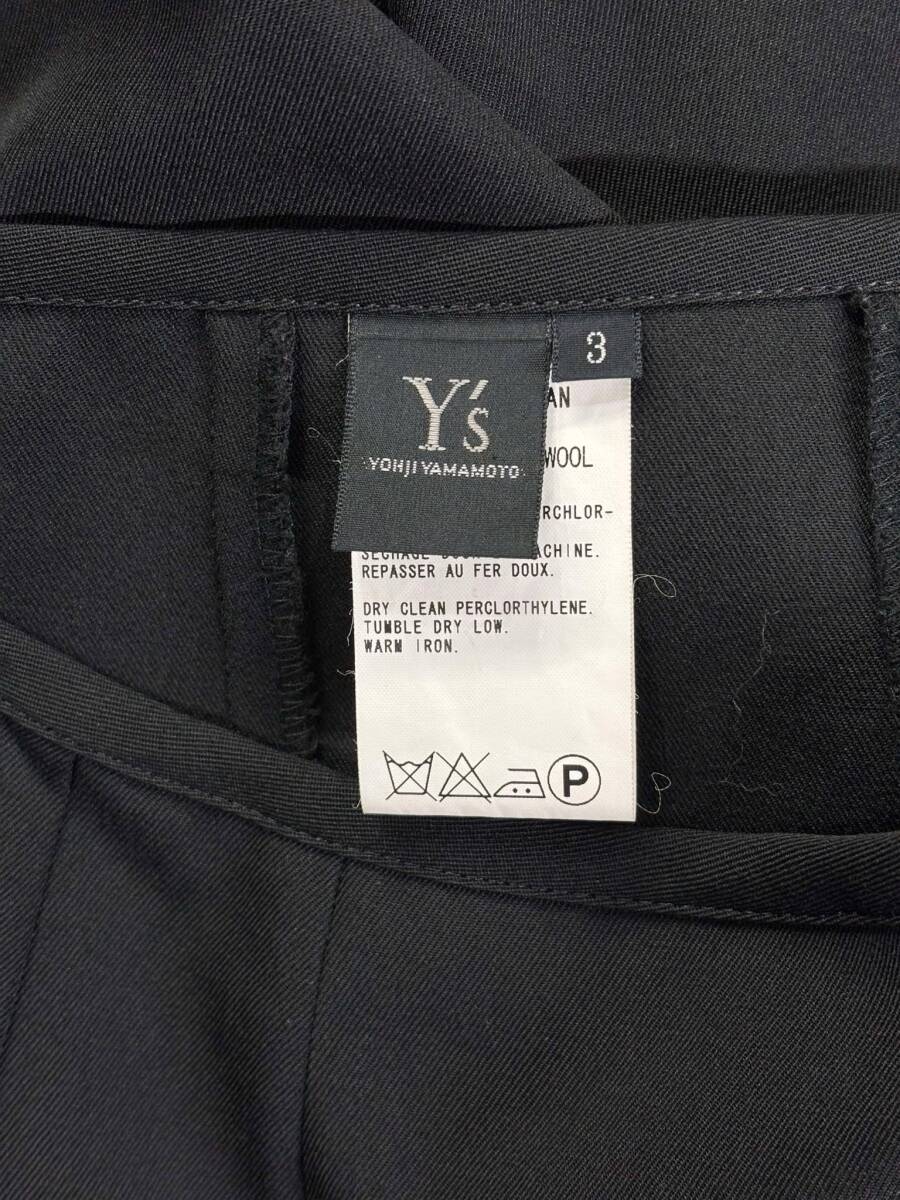 Y's
YOHJI YAMAMOTO
3
AN
WOOL
RCHLOR-
ACHINE.
REPASSER AU FER DOUX.
DRY CLEAN PERCLORTHYLENE.
TUMBLE DRY LOW.
WARM IRON.
P